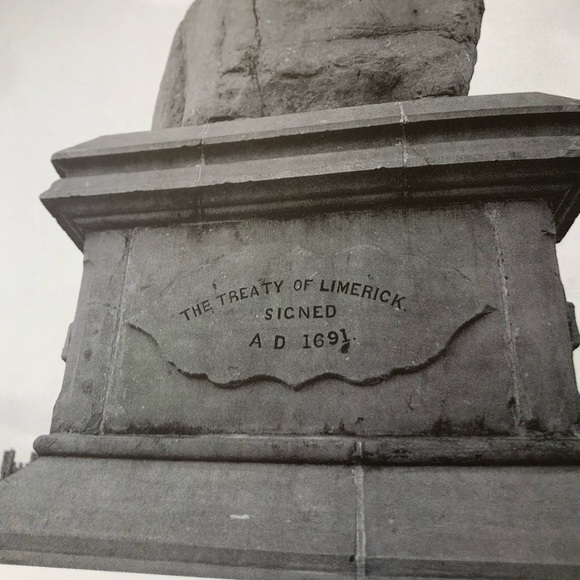 THE TREATY OF LIMERICK.
SIGNED
A D 1691.